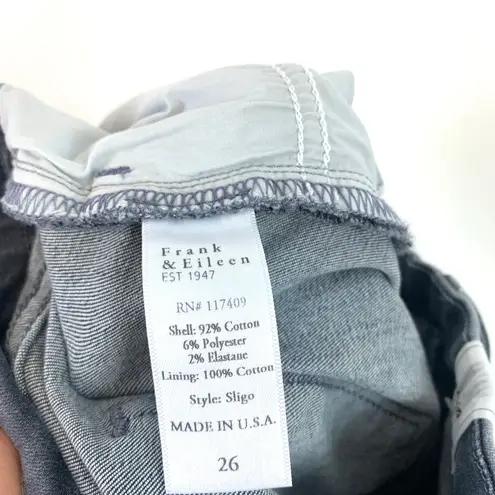 Frank
& Eileen
EST 1947
RN# 117409
Shell: 92% Cotton
6% Polyester
2% Elastane
Lining: 100% Cotton
Style: Sligo
MADE IN U.S.A.
26